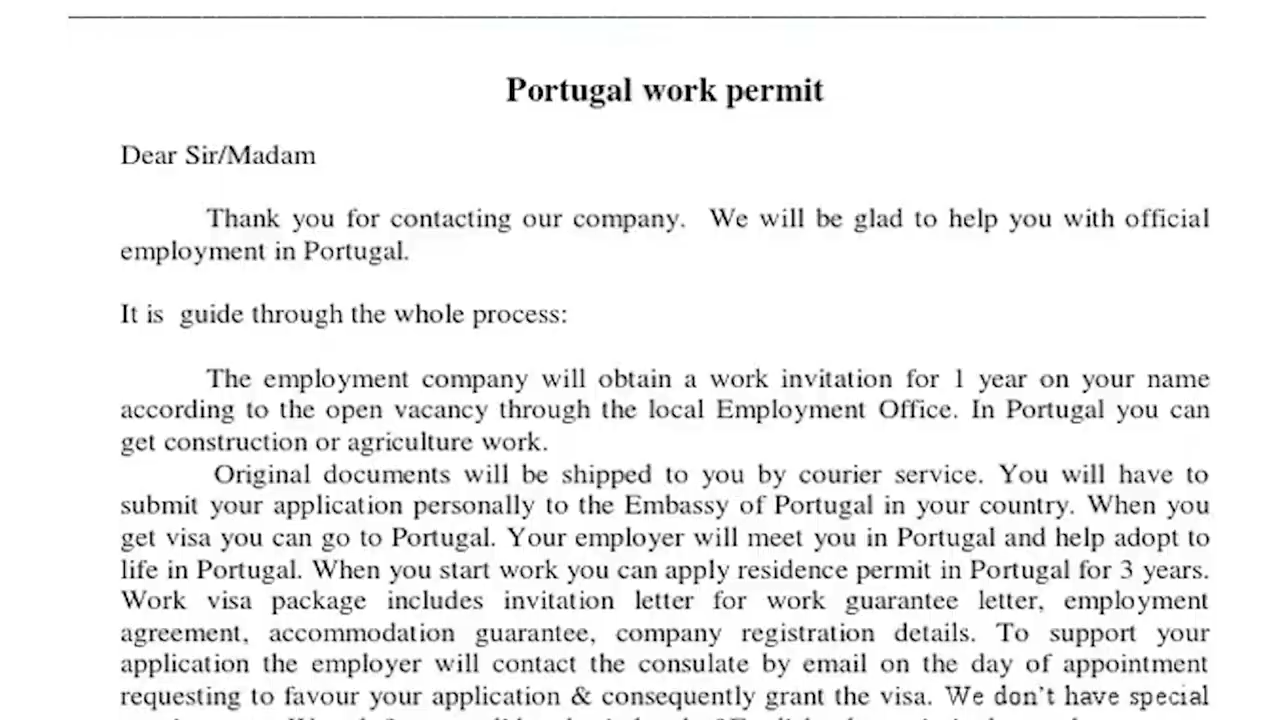 Portugal work permit
Dear Sir/Madam
Thank you for contacting our company. We will be glad to help you with official
employment in Portugal.
It is guide through the whole process:
The employment company will obtain a work invitation for 1 year on your name
according to the open vacancy through the local Employment Office. In Portugal you can
get construction or agriculture work.
Original documents will be shipped to you by courier service. You will have to
submit your application personally to the Embassy of Portugal in your country. When you
get visa you can go to Portugal. Your employer will meet you in Portugal and help adopt to
life in Portugal. When you start work you can apply residence permit in Portugal for 3 years.
Work visa package includes invitation letter for work guarantee letter, employment
agreement, accommodation guarantee, company registration details. To support your
application the employer will contact the consulate by email on the day of appointment
requesting to favour your application & consequently grant the visa. We don't have special